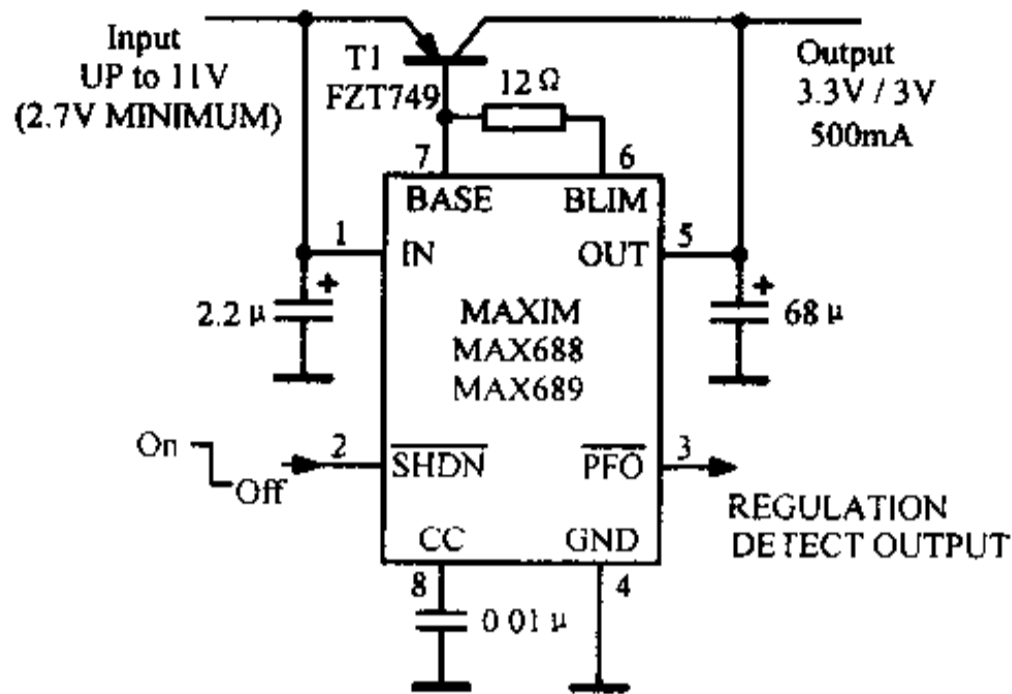 Input
UP to 11V
(2.7V MINIMUM)
T1
FZT749
12 Ω
Output
3.3V / 3V
500mA
7
6
BASE
BLIM
1
IN
OUT
5
2.2 μ
+
MAXIM
MAX688
MAX689
+
68 μ
On
Off
2
SHDN
PFO
3
REGULATION
DETECT OUTPUT
CC
GND
8
4
0 01 μ